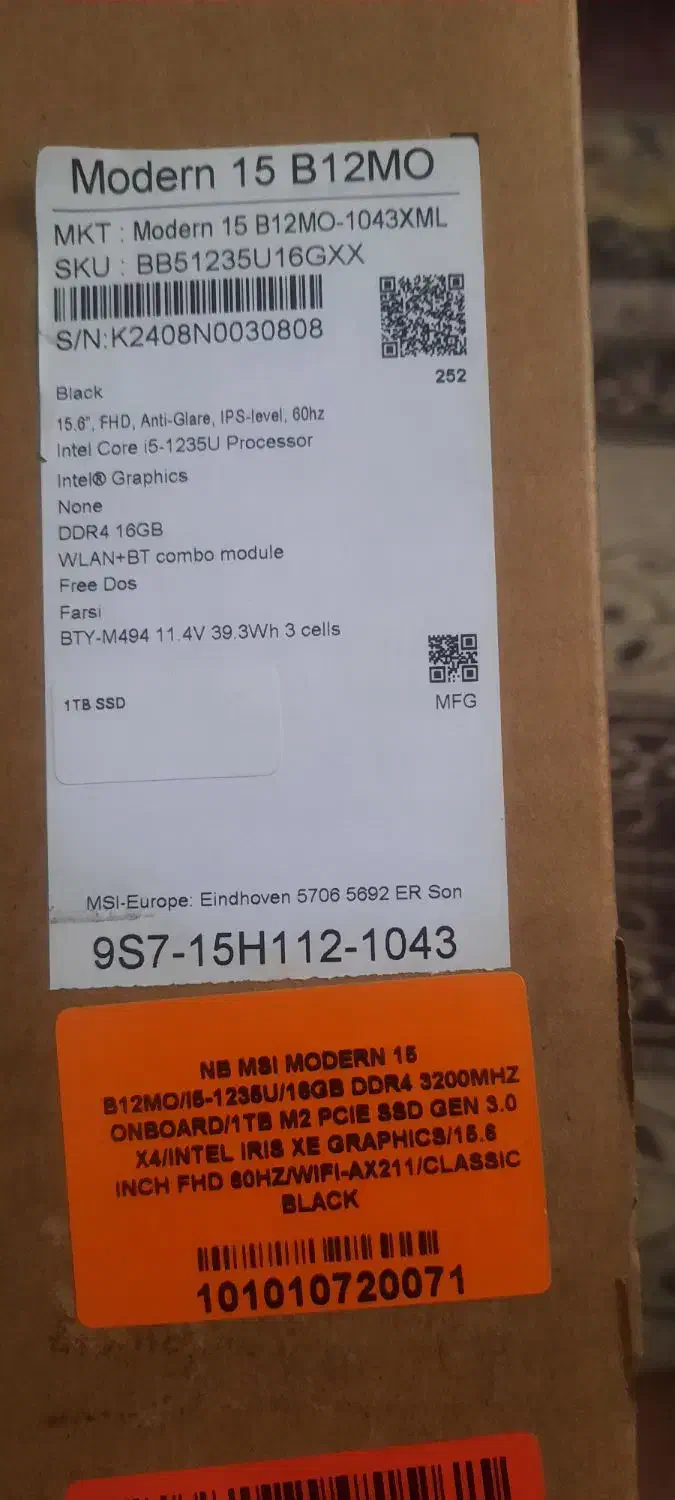 Modern 15 B12MO
MKT : Modern 15 B12MO-1043XML
SKU : BB51235U16GXX
S/N:K2408N0030808
252
Black
15.6", FHD, Anti-Glare, IPS-level, 60hz
Intel Core i5-1235U Processor
Intel® Graphics
None
DDR4 16GB
WLAN+BT combo module
Free Dos
Farsi
BTY-M494 11.4V 39.3Wh 3 cells
1TB SSD
MFG
MSI-Europe: Eindhoven 5706 5692 ER Son
9S7-15H112-1043
NB MSI MODERN 15
B12MO/I5-1235U/16GB DDR4 3200MHZ
ONBOARD/1TB M2 PCIE SSD GEN 3.0
X4/INTEL IRIS XE GRAPHICS/15.6
INCH FHD 60HZ/WIFI-AX211/CLASSIC
BLACK
101010720071